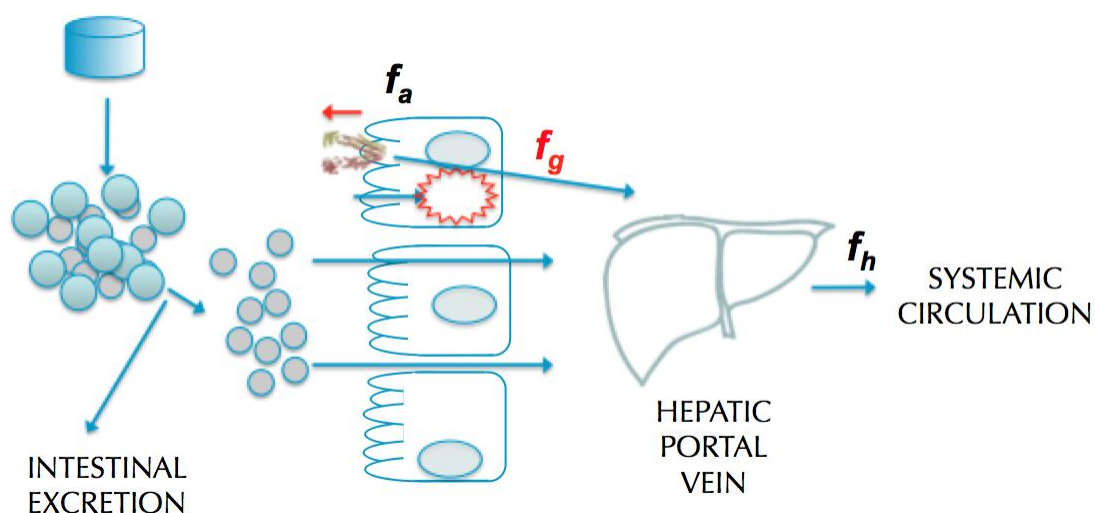 fa
fg
fh
SYSTEMIC
CIRCULATION
HEPATIC
PORTAL
VEIN
INTESTINAL
EXCRETION